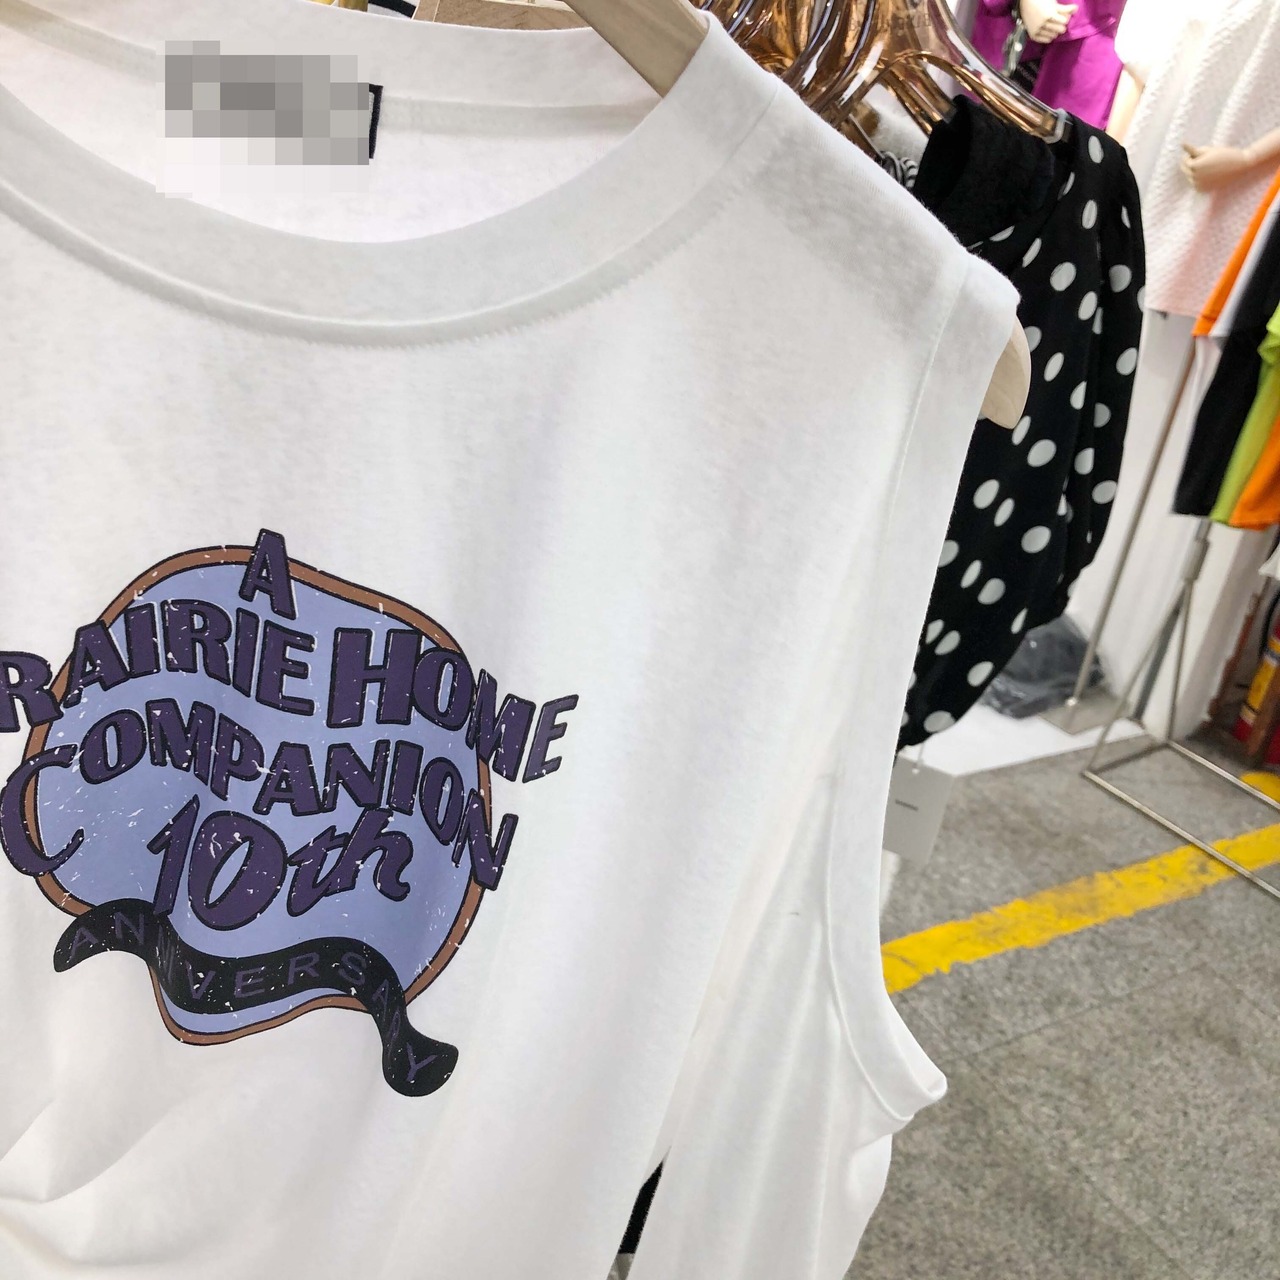 A
RAIRIE HOME
COMPANION
10th
ANNIVERSARY